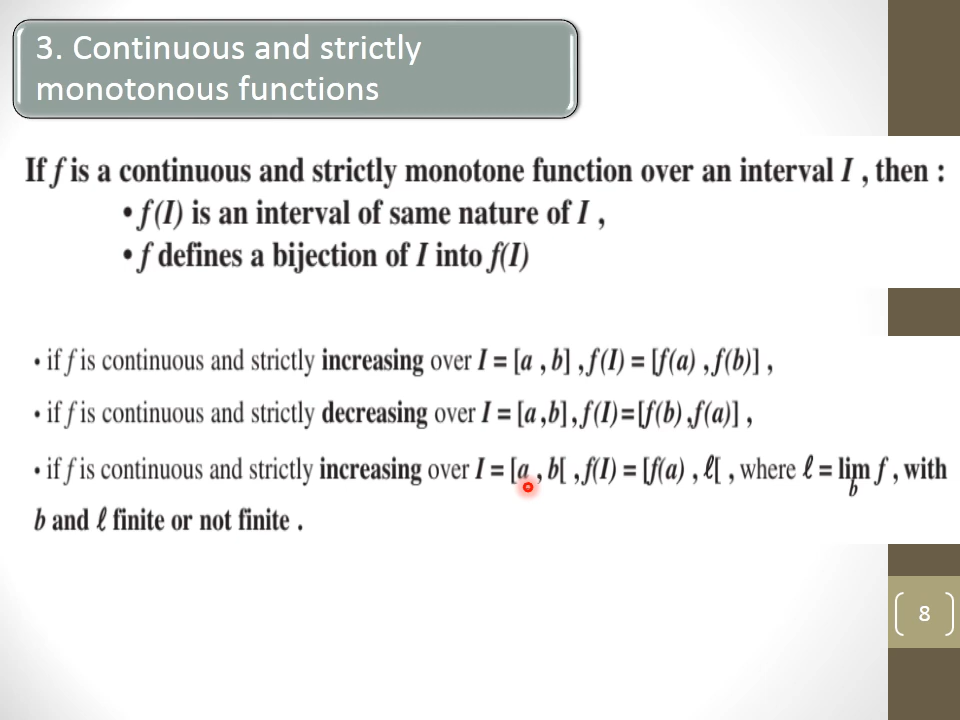 3. Continuous and strictly
monotonous functions
If f is a continuous and strictly monotone function over an interval I , then :
• f(I) is an interval of same nature of I ,
• f defines a bijection of I into f(I)
• if f is continuous and strictly increasing over I = [a , b] , f(I) = [f(a) , f(b)] ,
• if f is continuous and strictly decreasing over I = [a ,b] , f(I)=[f(b) ,f(a)] ,
• if f is continuous and strictly increasing over I = [a , b[ , f(I) = [f(a) , ℓ[ , where ℓ = lim f , with
b
b and ℓ finite or not finite .
8